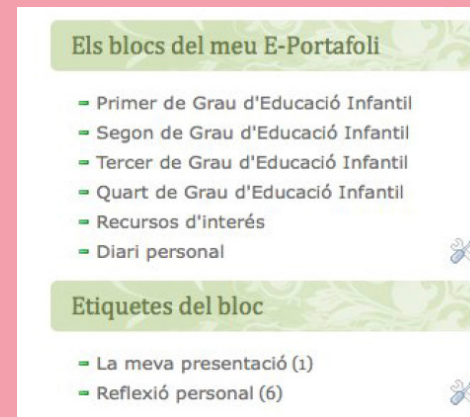 Els blocs del meu E-Portafoli
Primer de Grau d'Educació Infantil
Segon de Grau d'Educació Infantil
Tercer de Grau d'Educació Infantil
Quart de Grau d'Educació Infantil
Recursos d'interés
Diari personal
Etiquetes del bloc
La meva presentació (1)
Reflexió personal (6)